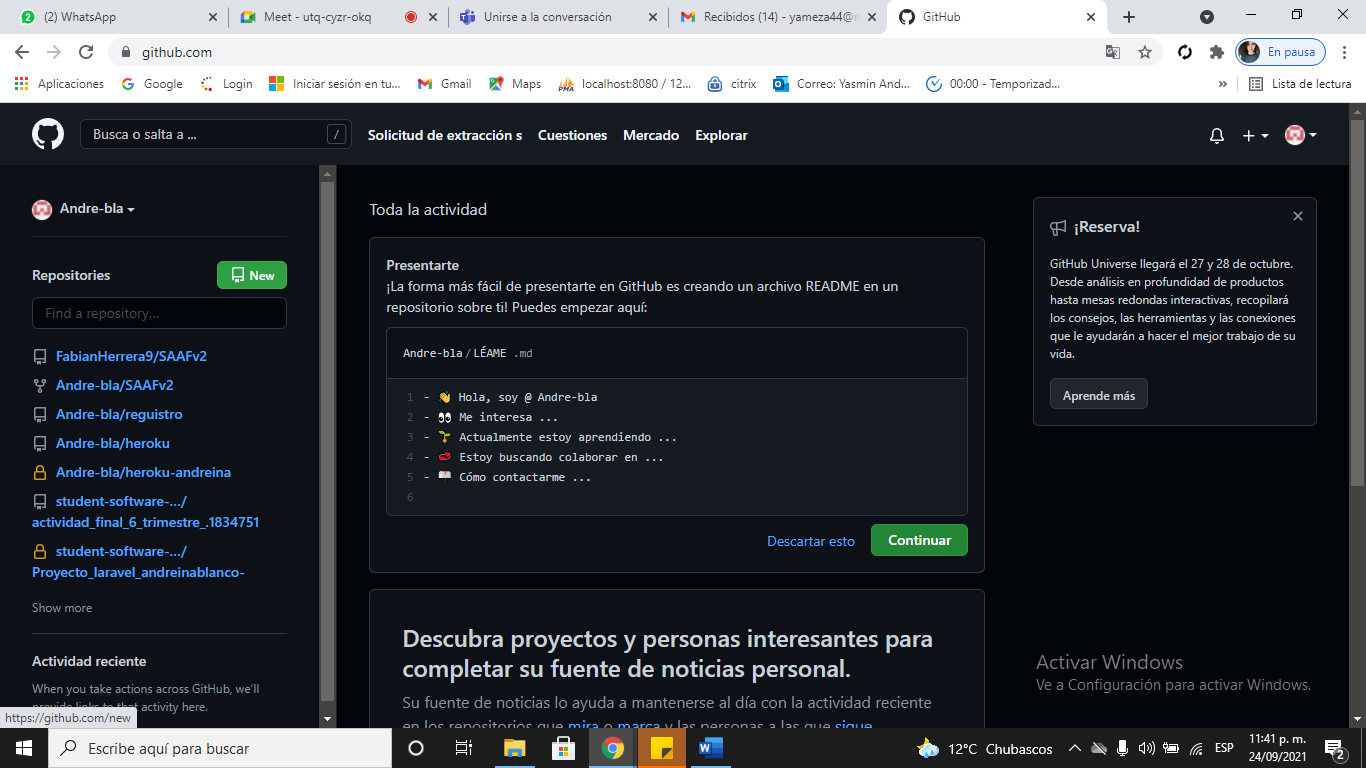 (2) WhatsApp
Meet - utq-cyzr-okq
Unirse a la conversación
Recibidos (14) - yameza44@
GitHub
github.com
En pausa
Aplicaciones
Google
Login
Iniciar sesión en tu...
Gmail
Maps
localhost:8080 / 12...
citrix
Correo: Yasmin And...
00:00 - Temporizad...
»
Lista de lectura
Busca o salta a ...
/
Solicitud de extracción s
Cuestiones
Mercado
Explorar
Andre-bla
Repositories
New
Find a repository...
FabianHerrera9/SAAFv2
Andre-bla/SAAFv2
Andre-bla/reguistro
Andre-bla/heroku
Andre-bla/heroku-andreina
student-software-.../
actividad_final_6_trimestre_.1834751
student-software-.../
Proyecto_laravel_andreinablanco-
Show more
Actividad reciente
When you take actions across GitHub, we'll
provide links to that activity here.
https://github.com/new
Toda la actividad
Presentarte
¡La forma más fácil de presentarte en GitHub es creando un archivo README en un
repositorio sobre ti! Puedes empezar aquí:
Andre-bla / LÉAME .md
1 - 👋 Hola, soy @ Andre-bla
2 - 👀 Me interesa ...
3 - 🌱 Actualmente estoy aprendiendo ...
4 - 💞️ Estoy buscando colaborar en ...
5 - 📫 Cómo contactarme ...
6
Descartar esto
Continuar
Descubra proyectos y personas interesantes para
completar su fuente de noticias personal.
Su fuente de noticias lo ayuda a mantenerse al día con la actividad reciente
en los repositorios que mira o marca y las personas a las que sigue
¡Reserva!
GitHub Universe llegará el 27 y 28 de octubre.
Desde análisis en profundidad de productos
hasta mesas redondas interactivas, recopilará
los consejos, las herramientas y las conexiones
que le ayudarán a hacer el mejor trabajo de su
vida.
Aprende más
Activar Windows
Ve a Configuración para activar Windows.
Escribe aquí para buscar
12°C Chubascos
ESP
11:41 p. m.
24/09/2021
2